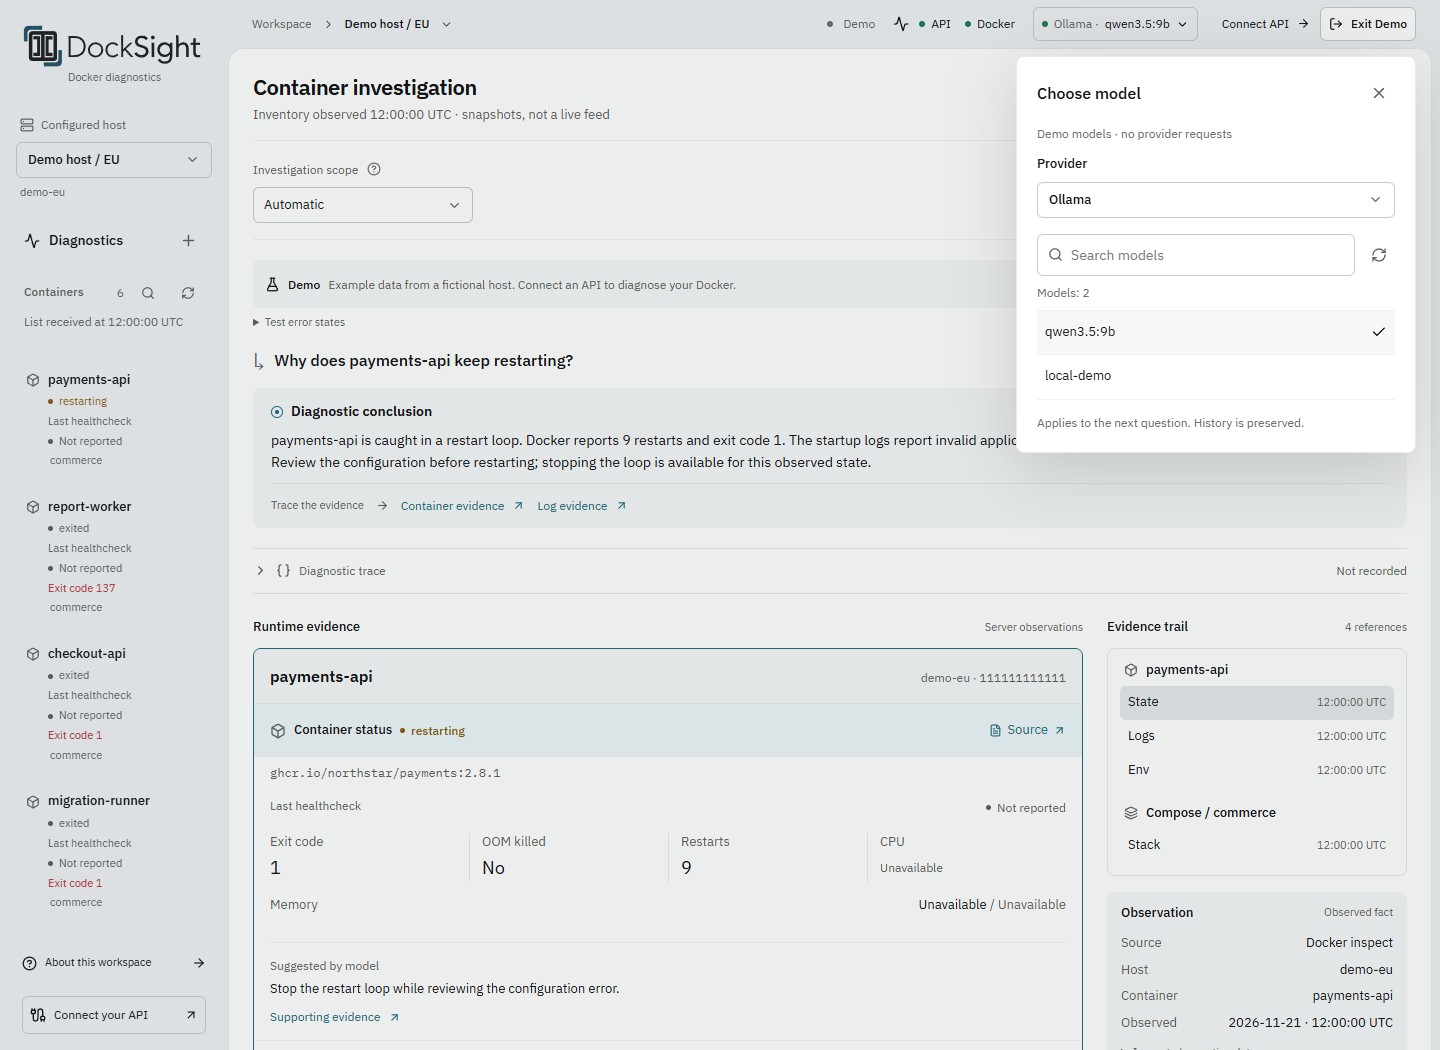 DockSight
Docker diagnostics
Configured host
Demo host / EU
demo-eu
Diagnostics
Containers 6
List received at 12:00:00 UTC
payments-api
restarting
Last healthcheck
Not reported
commerce
report-worker
exited
Last healthcheck
Not reported
Exit code 137
commerce
checkout-api
exited
Last healthcheck
Not reported
Exit code 1
commerce
migration-runner
exited
Last healthcheck
Not reported
Exit code 1
commerce
About this workspace
Connect your API
Workspace Demo host / EU
Demo API Docker Ollama · qwen3.5:9b Connect API Exit Demo
Container investigation
Inventory observed 12:00:00 UTC · snapshots, not a live feed
Investigation scope
Automatic
Demo Example data from a fictional host. Connect an API to diagnose your Docker.
Test error states
Why does payments-api keep restarting?
Diagnostic conclusion
payments-api is caught in a restart loop. Docker reports 9 restarts and exit code 1. The startup logs report invalid
Review the configuration before restarting; stopping the loop is available for this observed state.
Trace the evidence Container evidence Log evidence
Diagnostic trace Not recorded
Runtime evidence Server observations
payments-api demo-eu · 111111111111
Container status restarting Source
ghcr.io/northstar/payments:2.8.1
Last healthcheck Not reported
Exit code OOM killed Restarts CPU
1 No 9 Unavailable
Memory Unavailable / Unavailable
Suggested by model
Stop the restart loop while reviewing the configuration error.
Supporting evidence
Evidence trail 4 references
payments-api
State 12:00:00 UTC
Logs 12:00:00 UTC
Env 12:00:00 UTC
Compose / commerce
Stack 12:00:00 UTC
Observation Observed fact
Source Docker inspect
Host demo-eu
Container payments-api
Observed 2026-11-21 · 12:00:00 UTC
Choose model
Demo models · no provider requests
Provider
Ollama
Search models
Models: 2
qwen3.5:9b
local-demo
Applies to the next question. History is preserved.